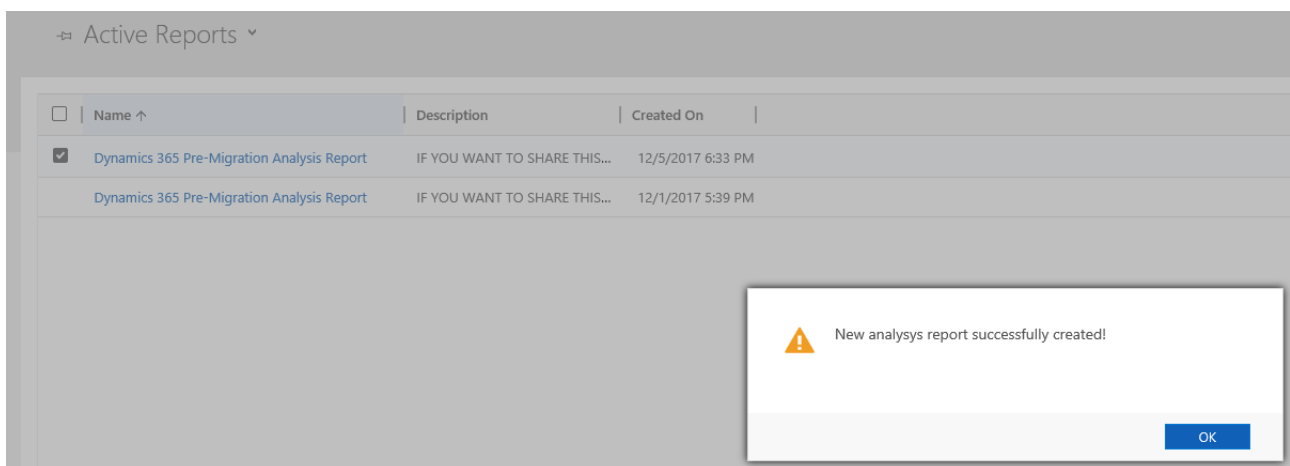 Active Reports
Name Description Created On
Dynamics 365 Pre-Migration Analysis Report IF YOU WANT TO SHARE THIS... 12/5/2017 6:33 PM
Dynamics 365 Pre-Migration Analysis Report IF YOU WANT TO SHARE THIS... 12/1/2017 5:39 PM
New analysys report successfully created!
OK